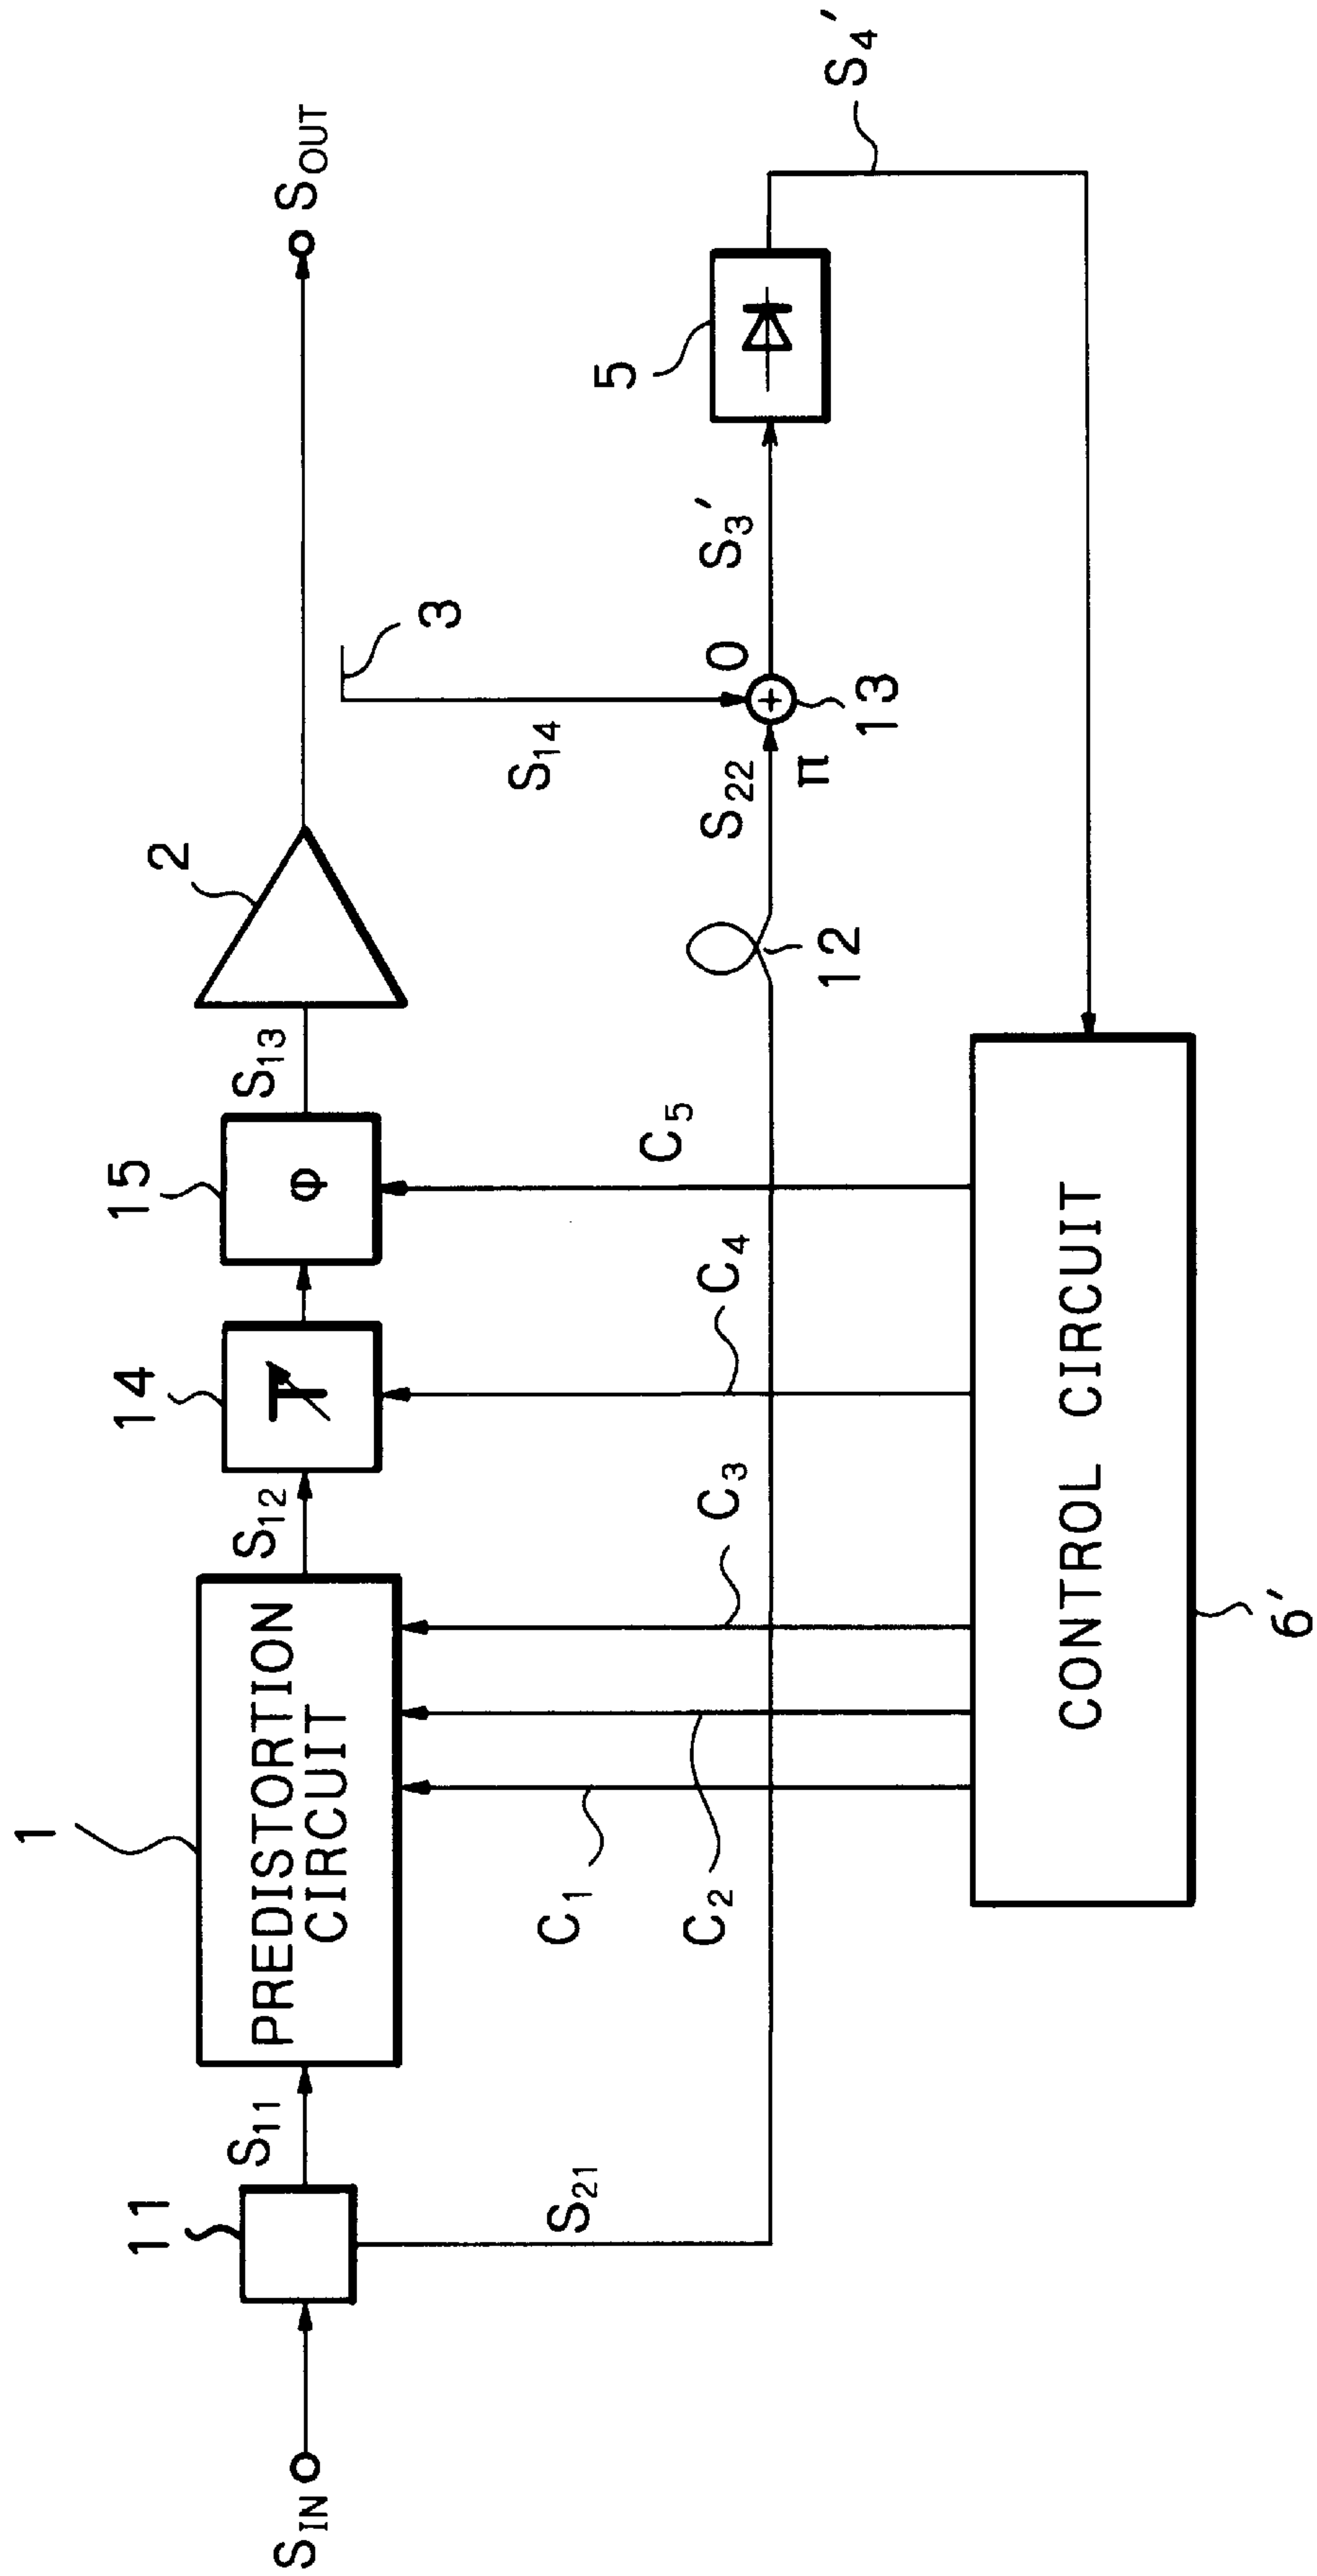 S_IN
11
S_11
S_21
1
PREDISTORTION
CIRCUIT
S_12
14
15
φ
S_13
2
S_OUT
3
S_14
C_1
C_2
C_3
C_4
C_5
12
S_22
π
0
13
+
S_3'
5
S_4'
CONTROL CIRCUIT
6'